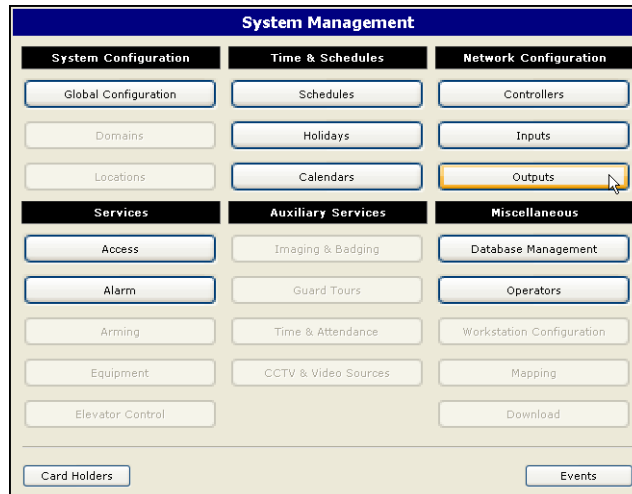 System Management
System Configuration
Global Configuration
Domains
Locations
Time & Schedules
Schedules
Holidays
Calendars
Network Configuration
Controllers
Inputs
Outputs
Services
Access
Alarm
Arming
Equipment
Elevator Control
Auxiliary Services
Imaging & Badging
Guard Tours
Time & Attendance
CCTV & Video Sources
Miscellaneous
Database Management
Operators
Workstation Configuration
Mapping
Download
Card Holders
Events